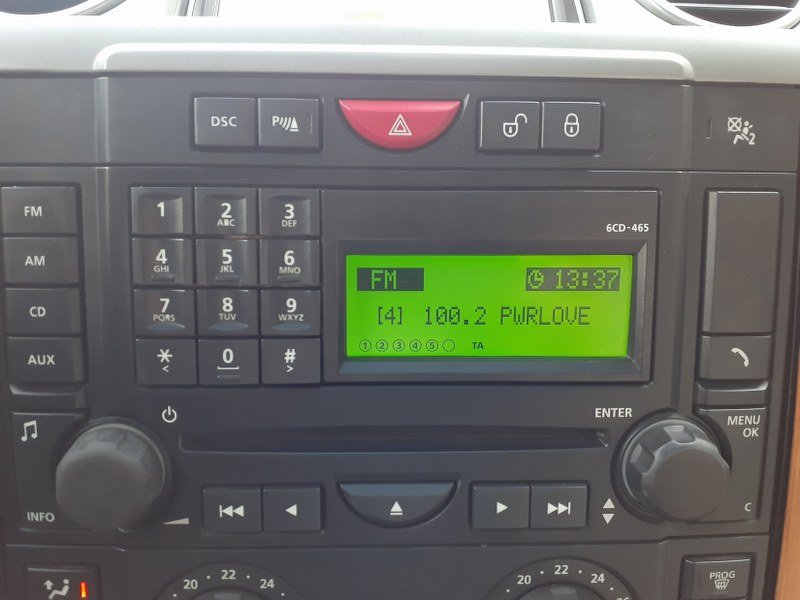 DSC P
2
FM
AM
CD
AUX
1 2 ABC 3 DEF
4 GHI 5 JKL 6 MNO
7 PQRS 8 TUV 9 WXYZ
* < 0 # >
6CD-465
FM 13:37
[4] 100.2 PWRLOVE
1 2 3 4 5 TA
ENTER
MENU
OK
INFO
C
20 22 24
20 22 24
PROG